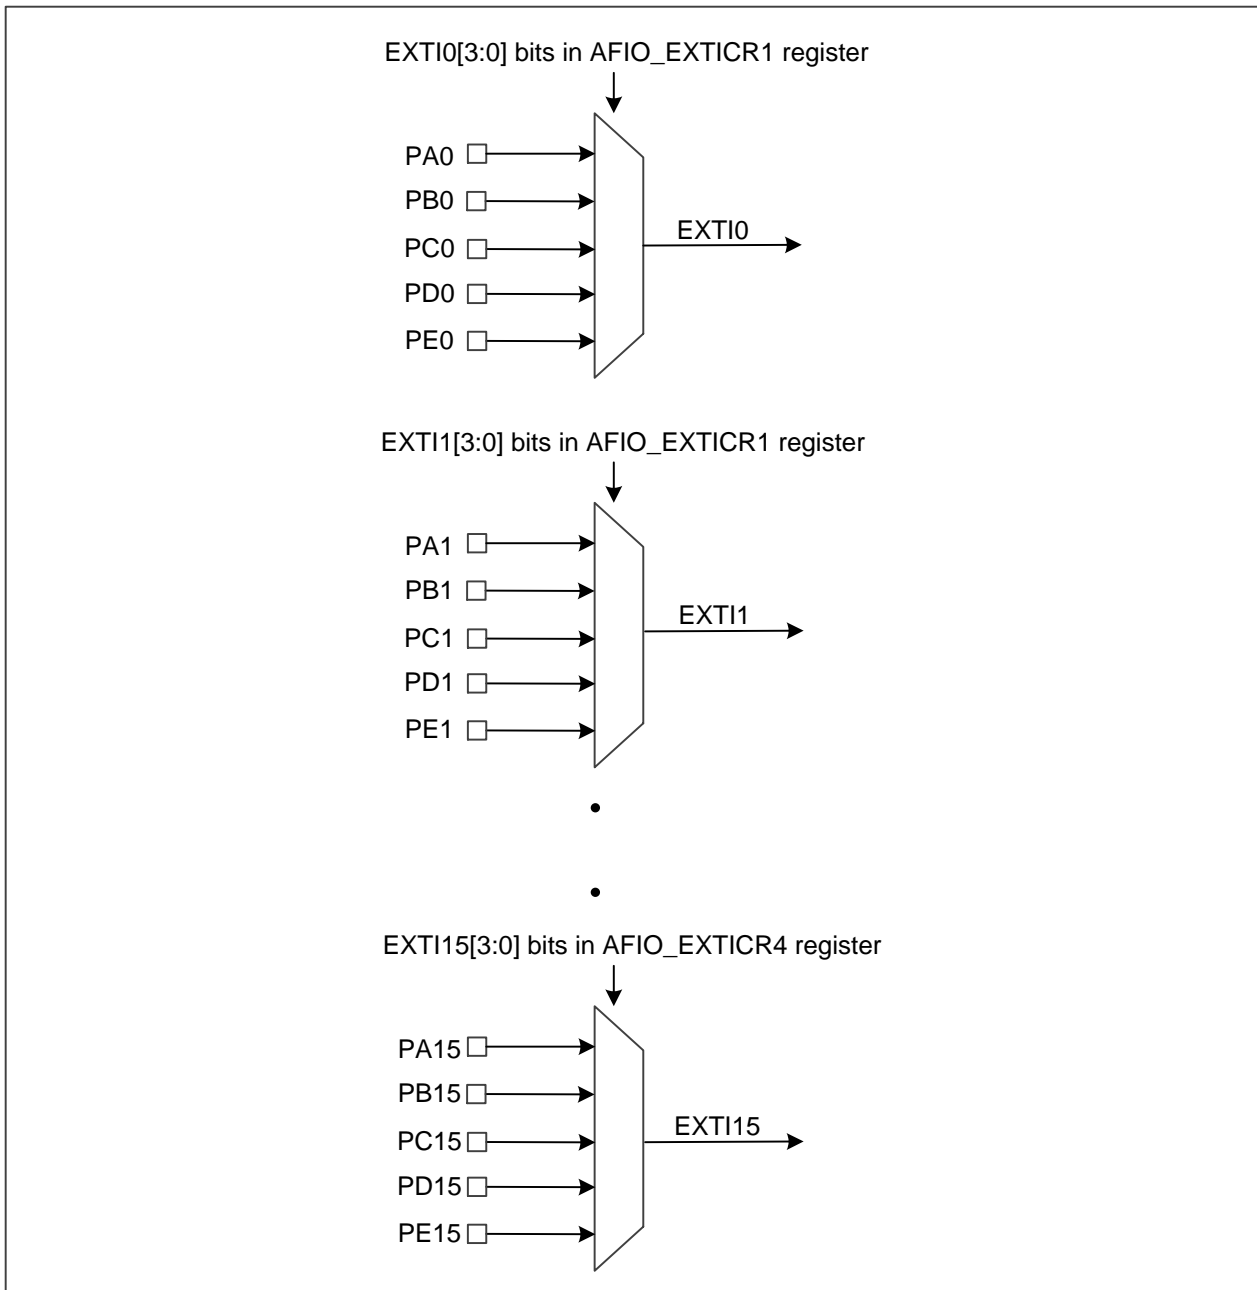 EXTI0[3:0] bits in AFIO_EXTICR1 register
PA0
PB0
EXTI0
PC0
PD0
PE0
EXTI1[3:0] bits in AFIO_EXTICR1 register
PA1
PB1
EXTI1
PC1
PD1
PE1
EXTI15[3:0] bits in AFIO_EXTICR4 register
PA15
PB15
EXTI15
PC15
PD15
PE15